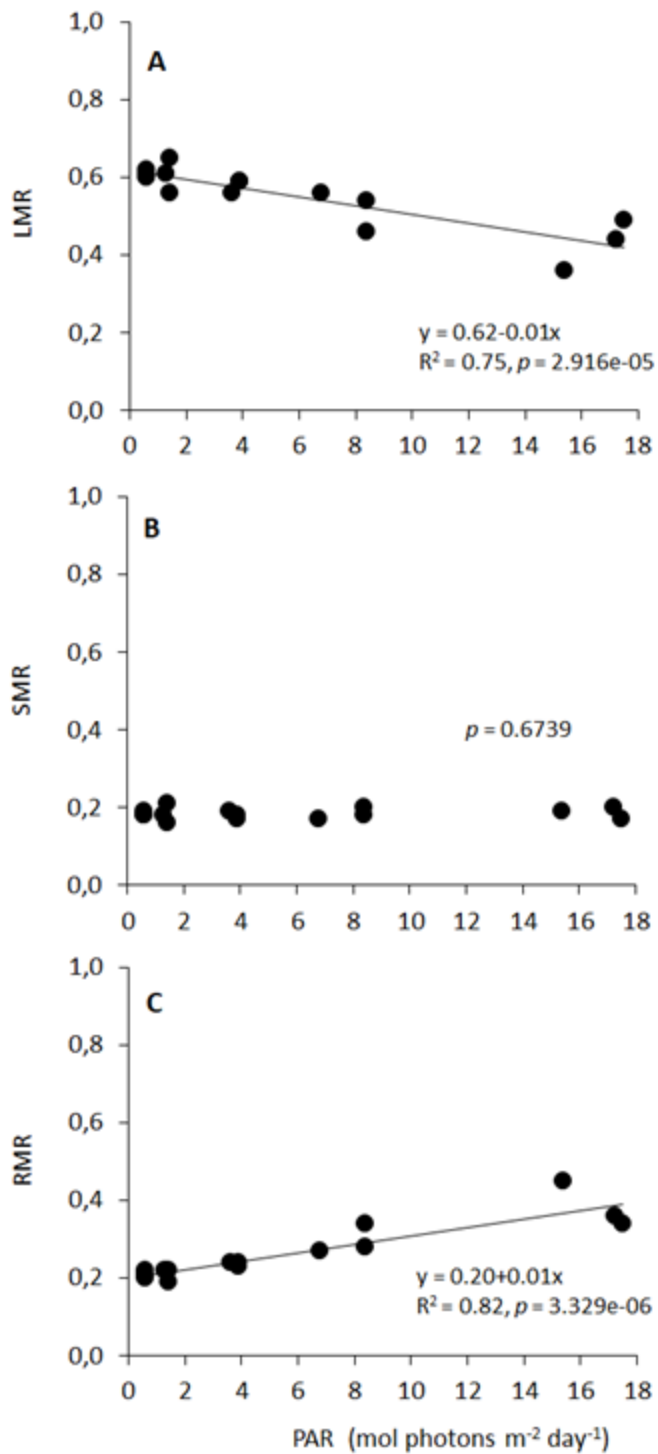 A
1,0
0,8
0,6
0,4
0,2
0,0
LMR
y = 0.62-0.01x
R² = 0.75, p = 2.916e-05
0 2 4 6 8 10 12 14 16 18
B
1,0
0,8
0,6
0,4
0,2
0,0
SMR
p = 0.6739
0 2 4 6 8 10 12 14 16 18
C
1,0
0,8
0,6
0,4
0,2
0,0
RMR
y = 0.20+0.01x
R² = 0.82, p = 3.329e-06
0 2 4 6 8 10 12 14 16 18
PAR (mol photons m⁻² day⁻¹)